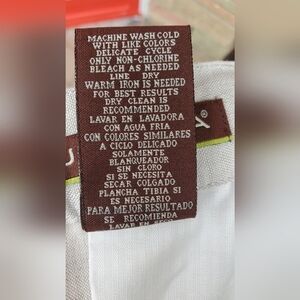 MACHINE WASH COLD
WITH LIKE COLORS
DELICATE CYCLE
ONLY NON-CHLORINE
BLEACH AS NEEDED
LINE DRY
WARM IRON IS NEEDED
FOR BEST RESULTS
DRY CLEAN IS
RECOMMENDED
LAVAR EN LAVADORA
CON AGUA FRIA
CON COLORES SIMILARES
A CICLO DELICADO
SOLAMENTE
BLANQUEADOR
SIN CLORO
SI SE NECESITA
SECAR COLGADO
PLANCHA TIBIA SI
ES NECESARIO
PARA MEJOR RESULTADO
SE RECOMIENDA
LAVAR EN SECO